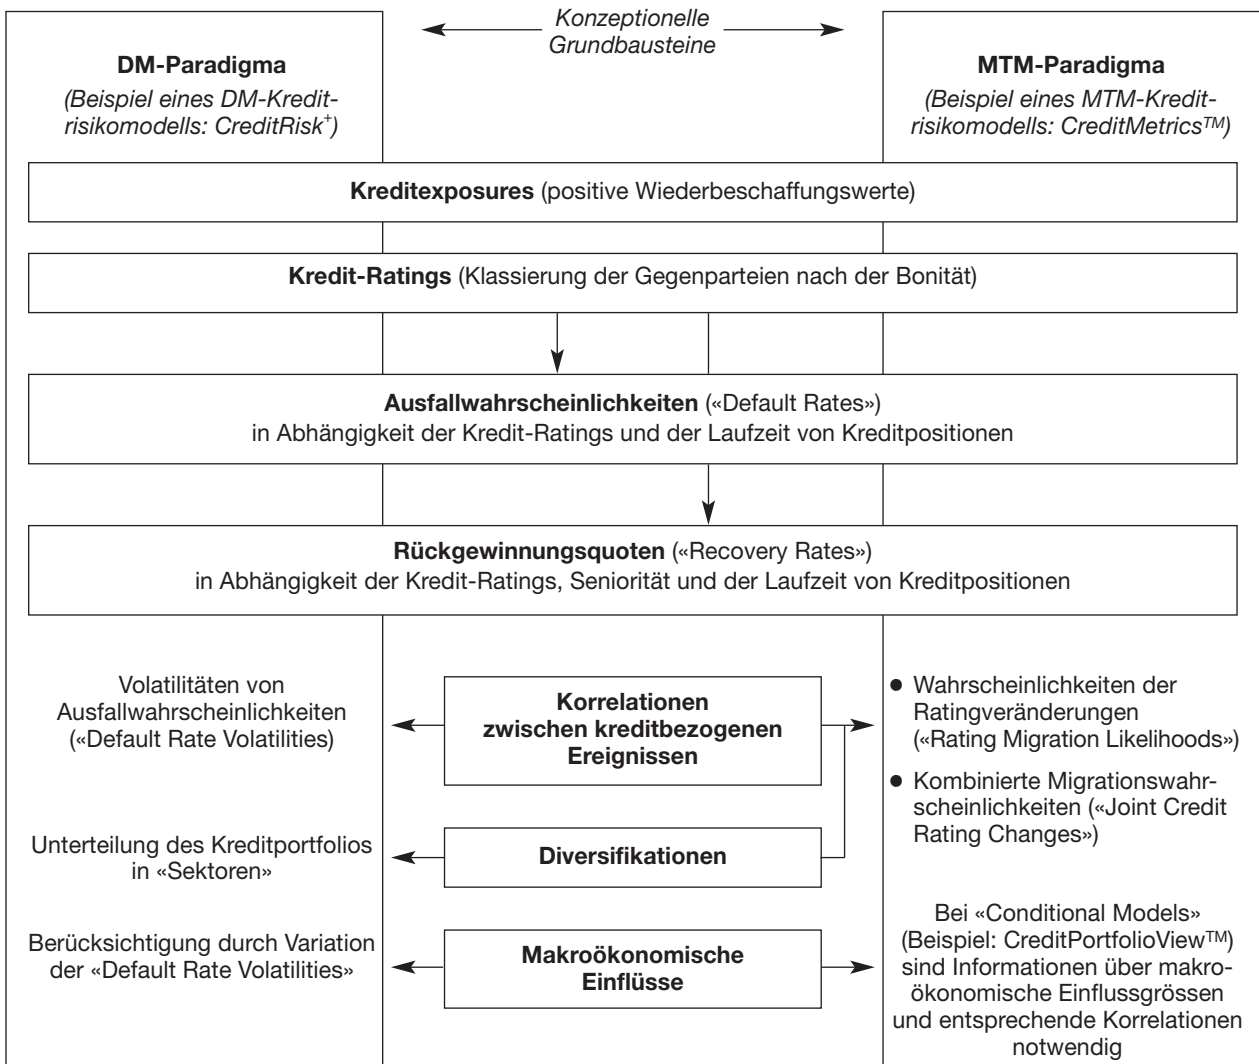 Konzeptionelle
Grundbausteine
DM-Paradigma
(Beispiel eines DM-Kredit-
risikomodells: CreditRisk+)
MTM-Paradigma
(Beispiel eines MTM-Kredit-
risikomodells: CreditMetrics™)
Kreditexposures (positive Wiederbeschaffungswerte)
Kredit-Ratings (Klassierung der Gegenparteien nach der Bonität)
Ausfallwahrscheinlichkeiten («Default Rates»)
in Abhängigkeit der Kredit-Ratings und der Laufzeit von Kreditpositionen
Rückgewinnungsquoten («Recovery Rates»)
in Abhängigkeit der Kredit-Ratings, Seniorität und der Laufzeit von Kreditpositionen
Volatilitäten von
Ausfallwahrscheinlichkeiten
(«Default Rate Volatilities)
Korrelationen
zwischen kreditbezogenen
Ereignissen
● Wahrscheinlichkeiten der
Ratingveränderungen
(«Rating Migration Likelihoods»)
● Kombinierte Migrationswahr-
scheinlichkeiten («Joint Credit
Rating Changes»)
Unterteilung des Kreditportfolios
in «Sektoren»
Diversifikationen
Berücksichtigung durch Variation
der «Default Rate Volatilities»
Makroökonomische
Einflüsse
Bei «Conditional Models»
(Beispiel: CreditPortfolioView™)
sind Informationen über makro-
ökonomische Einflussgrössen
und entsprechende Korrelationen
notwendig